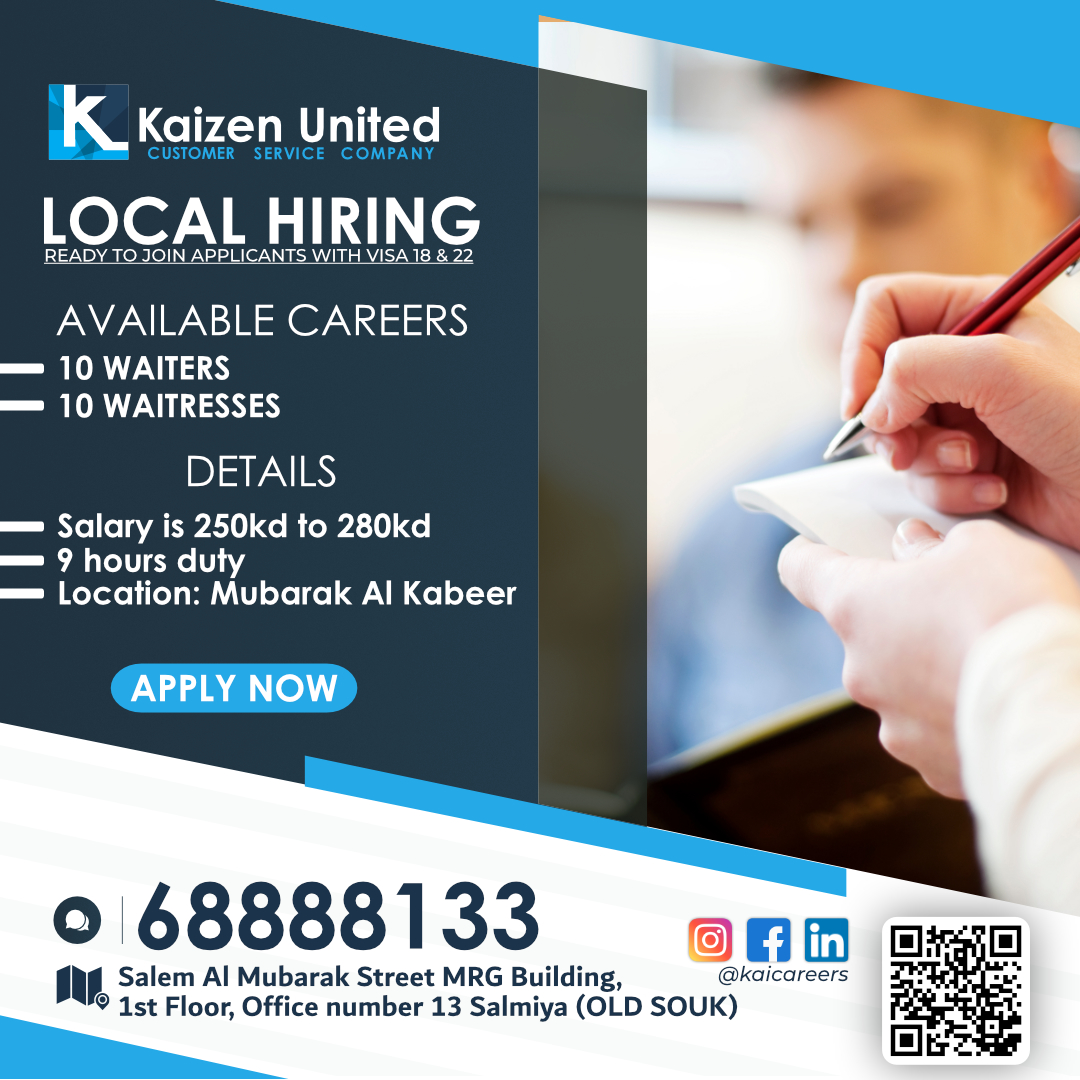 K Kaizen United
CUSTOMER SERVICE COMPANY
LOCAL HIRING
READY TO JOIN APPLICANTS WITH VISA 18 & 22
AVAILABLE CAREERS
10 WAITERS
10 WAITRESSES
DETAILS
Salary is 250kd to 280kd
9 hours duty
Location: Mubarak Al Kabeer
APPLY NOW
68888133
Salem Al Mubarak Street MRG Building,
1st Floor, Office number 13 Salmiya (OLD SOUK)
f in
@kaicareers